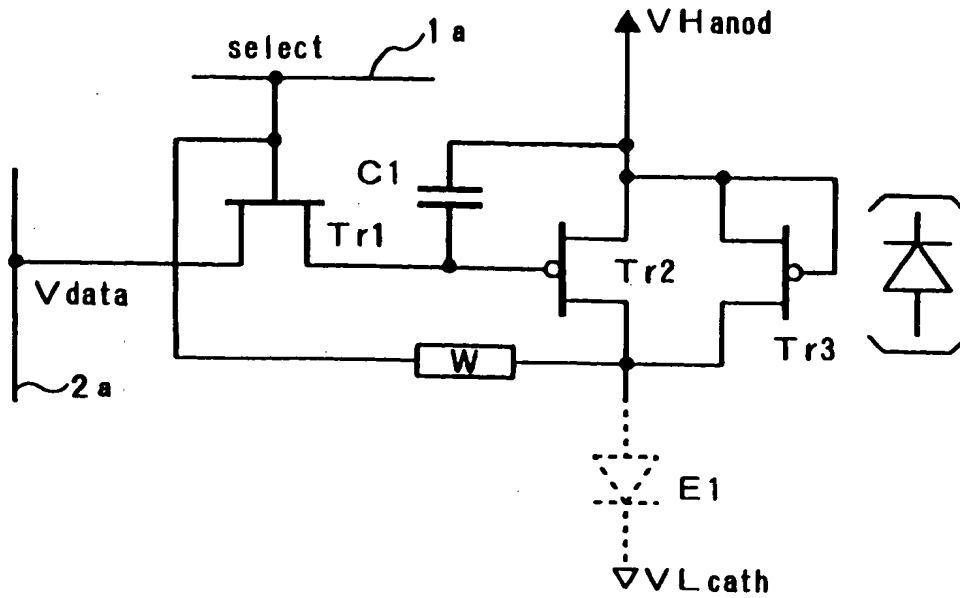 VHanod
1a
select
C1
Tr1
Tr2
Vdata
Tr3
W
2a
E1
VLcath